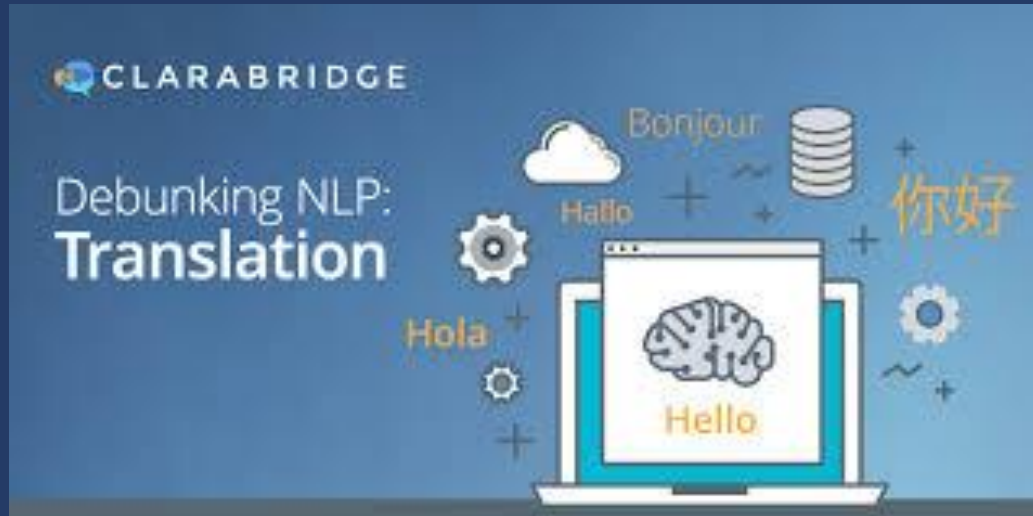 CLARABRIDGE
Debunking NLP:
Translation
Bonjour
Hallo
你好
Hola
Hello